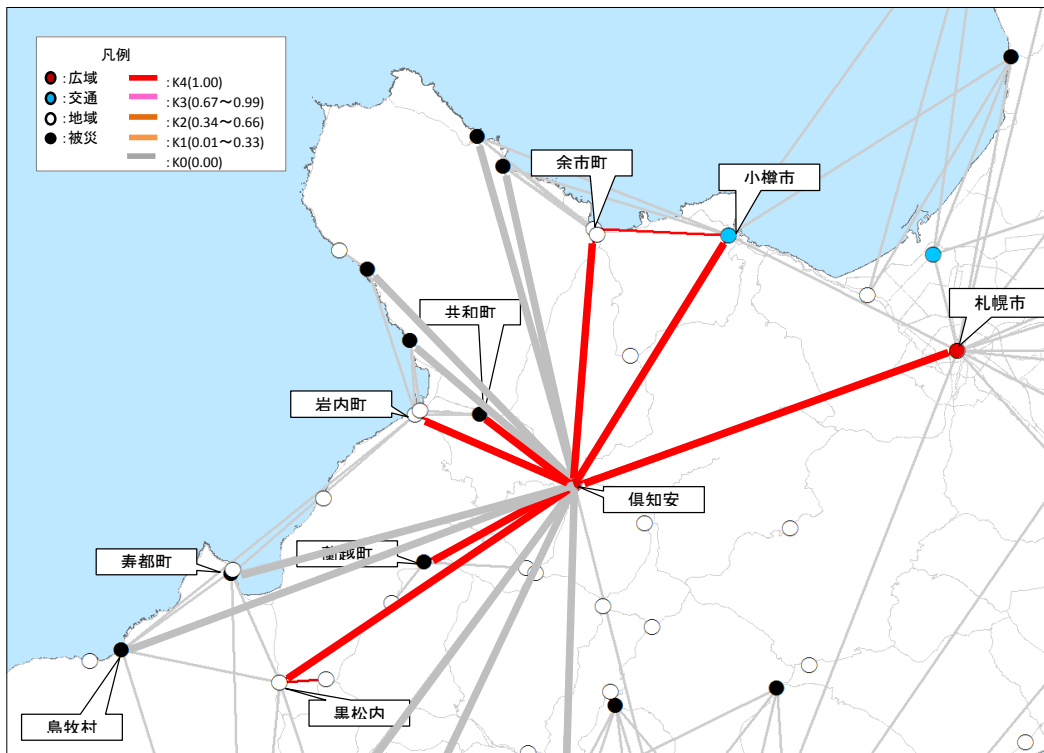 凡例
：広域
：交通
：地域
：被災
：K4(1.00)
：K3(0.67～0.99)
：K2(0.34～0.66)
：K1(0.01～0.33)
：K0(0.00)
余市町
小樽市
札幌市
共和町
岩内町
倶知安
蘭越町
寿都町
島牧村
黒松内